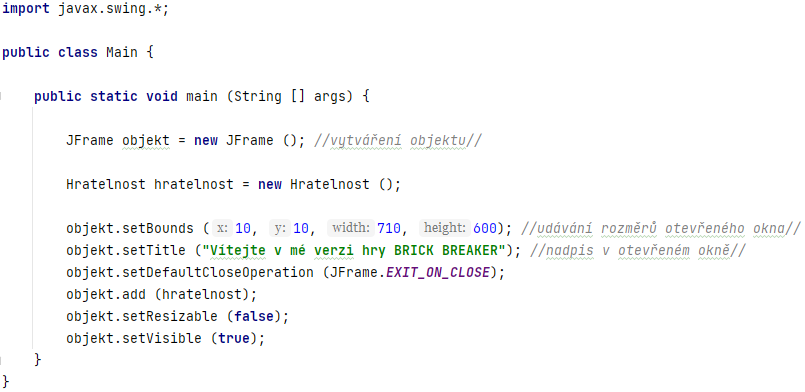 import javax.swing.*;
public class Main {
public static void main (String [] args) {
JFrame objekt = new JFrame (); //vytváření objektu//
Hratelnost hratelnost = new Hratelnost ();
objekt.setBounds ( x: 10, y: 10, width: 710, height: 600); //udávání rozměrů otevřeného okna//
objekt.setTitle ("Vítejte v mé verzi hry BRICK BREAKER"); //nadpis v otevřeném okně//
objekt.setDefaultCloseOperation (JFrame.EXIT_ON_CLOSE);
objekt.add (hratelnost);
objekt.setResizable (false);
objekt.setVisible (true);
}
}